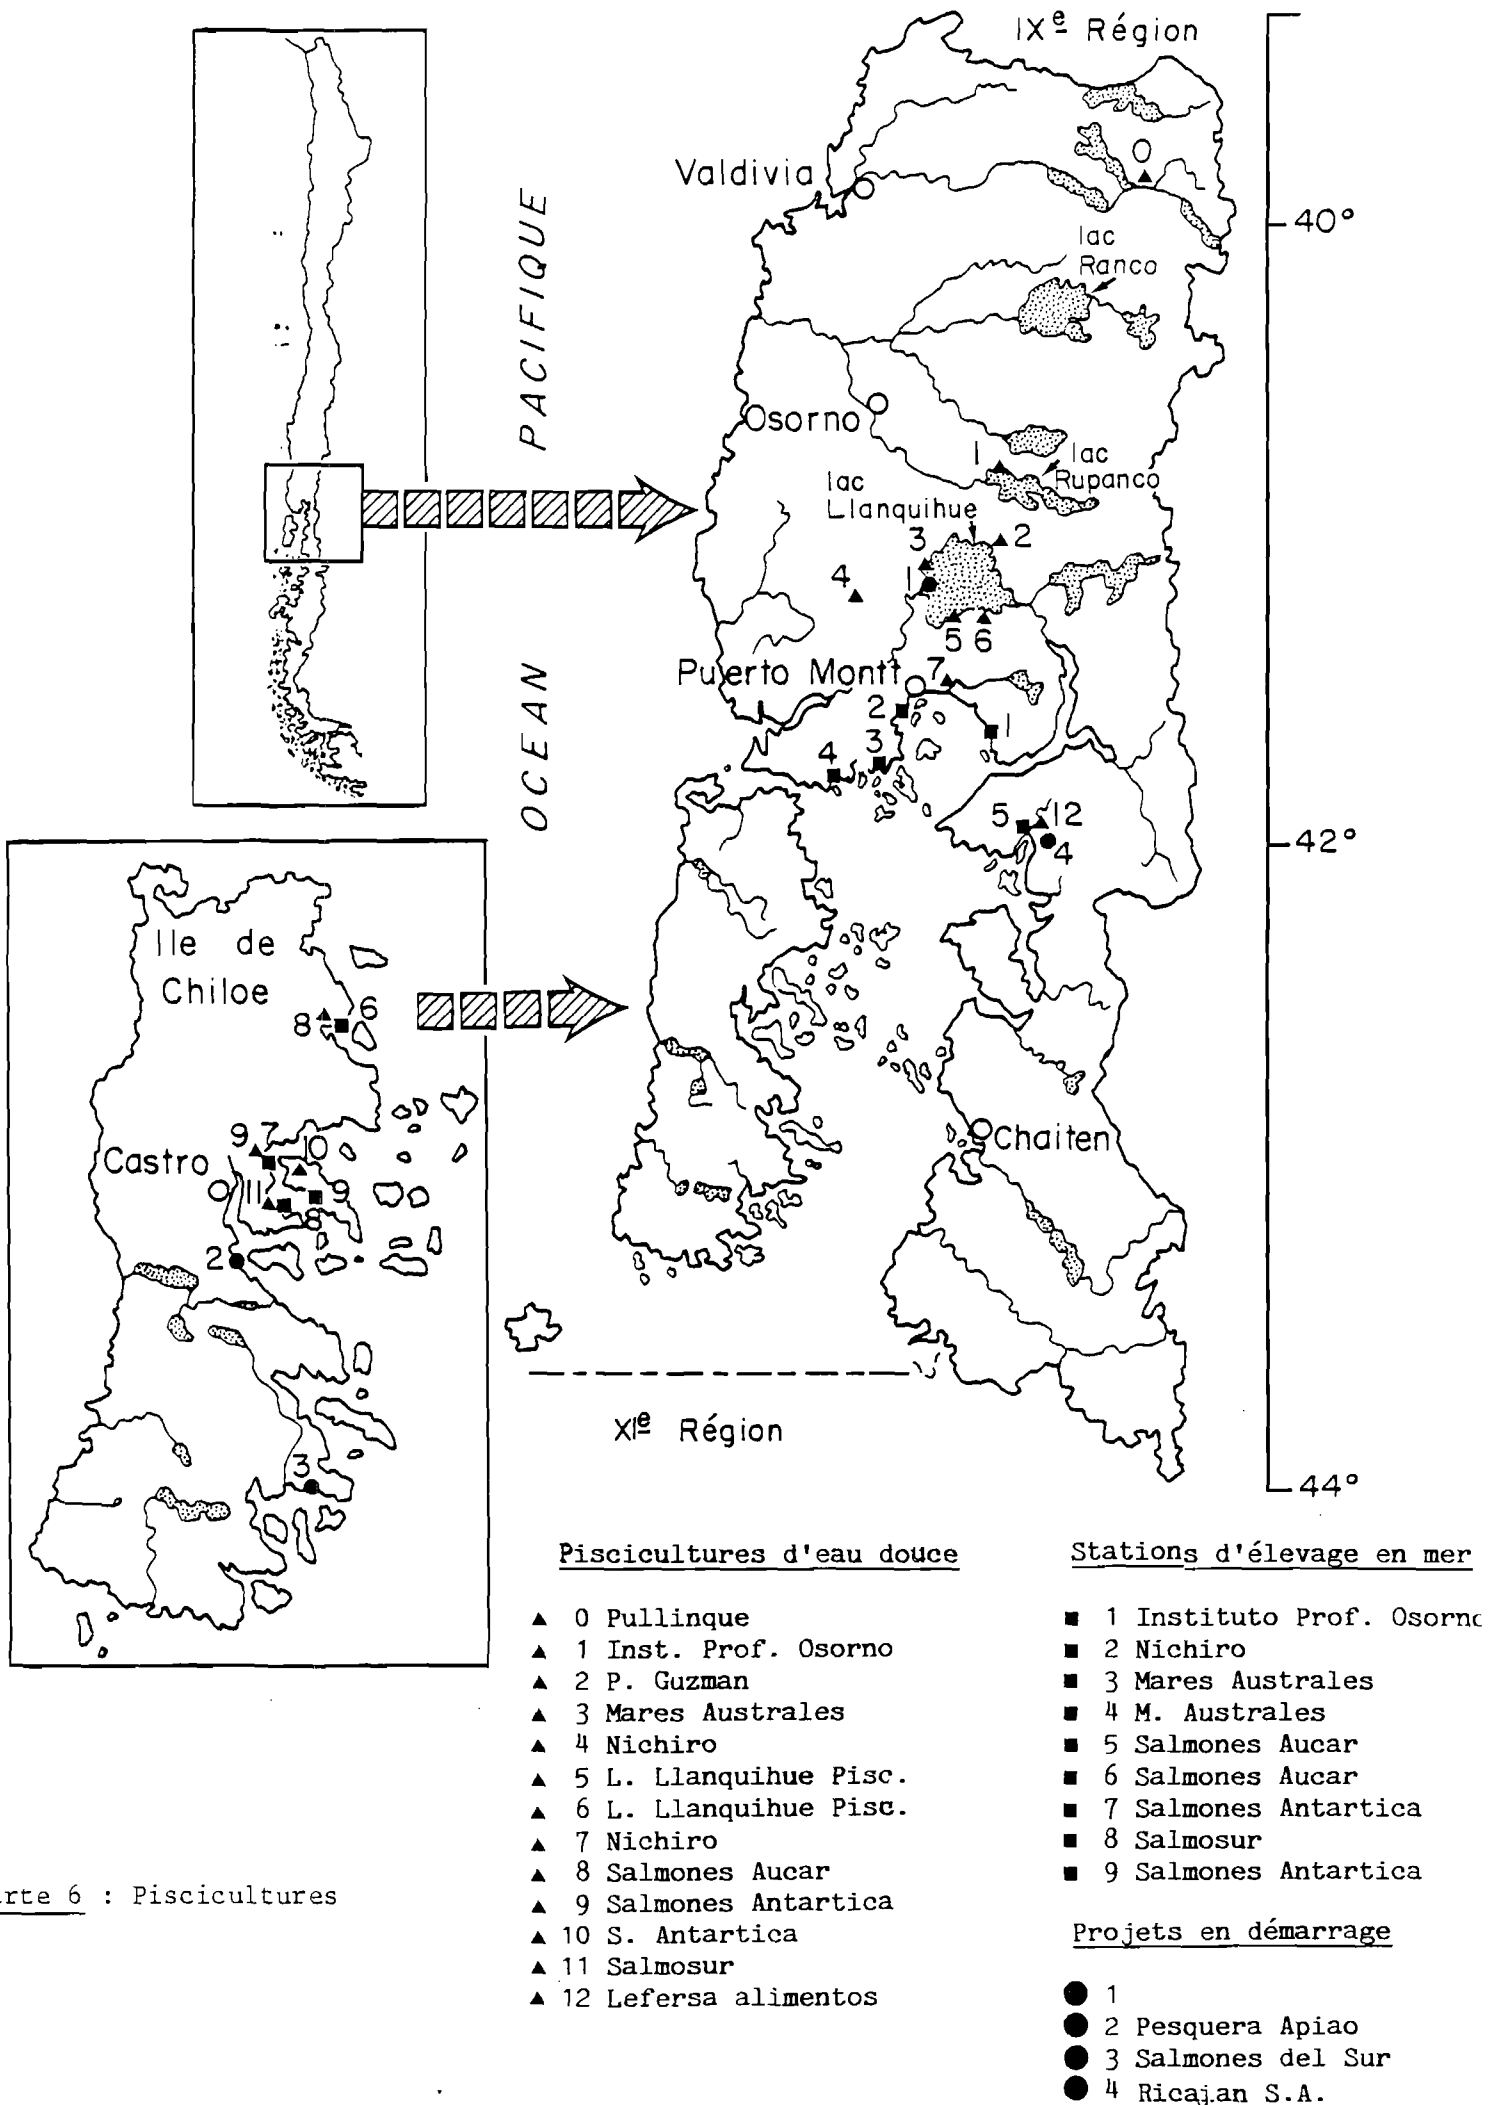 IXe Région
Valdivia
O
40°
lac
Ranco
OCEAN PACIFIQUE
Osorno
1
lac
Rupanco
lac
Llanquihue
3
2
4
1
5 6
Puerto Montt
7
2
1
3
4
5
12
4
42°
Ile de
Chiloe
6
8
9 7
10
Castro
11
9
8
2
Chaiten
3
XIe Région
44°
Piscicultures d'eau douce
▲ 0 Pullinque
▲ 1 Inst. Prof. Osorno
▲ 2 P. Guzman
▲ 3 Mares Australes
▲ 4 Nichiro
▲ 5 L. Llanquihue Pisc.
▲ 6 L. Llanquihue Pisc.
▲ 7 Nichiro
▲ 8 Salmones Aucar
▲ 9 Salmones Antartica
▲ 10 S. Antartica
▲ 11 Salmosur
▲ 12 Lefersa alimentos
Stations d'élevage en mer
■ 1 Instituto Prof. Osorno
■ 2 Nichiro
■ 3 Mares Australes
■ 4 M. Australes
■ 5 Salmones Aucar
■ 6 Salmones Aucar
■ 7 Salmones Antartica
■ 8 Salmosur
■ 9 Salmones Antartica
Projets en démarrage
● 1
● 2 Pesquera Apiao
● 3 Salmones del Sur
● 4 Ricajan S.A.
arte 6 : Piscicultures